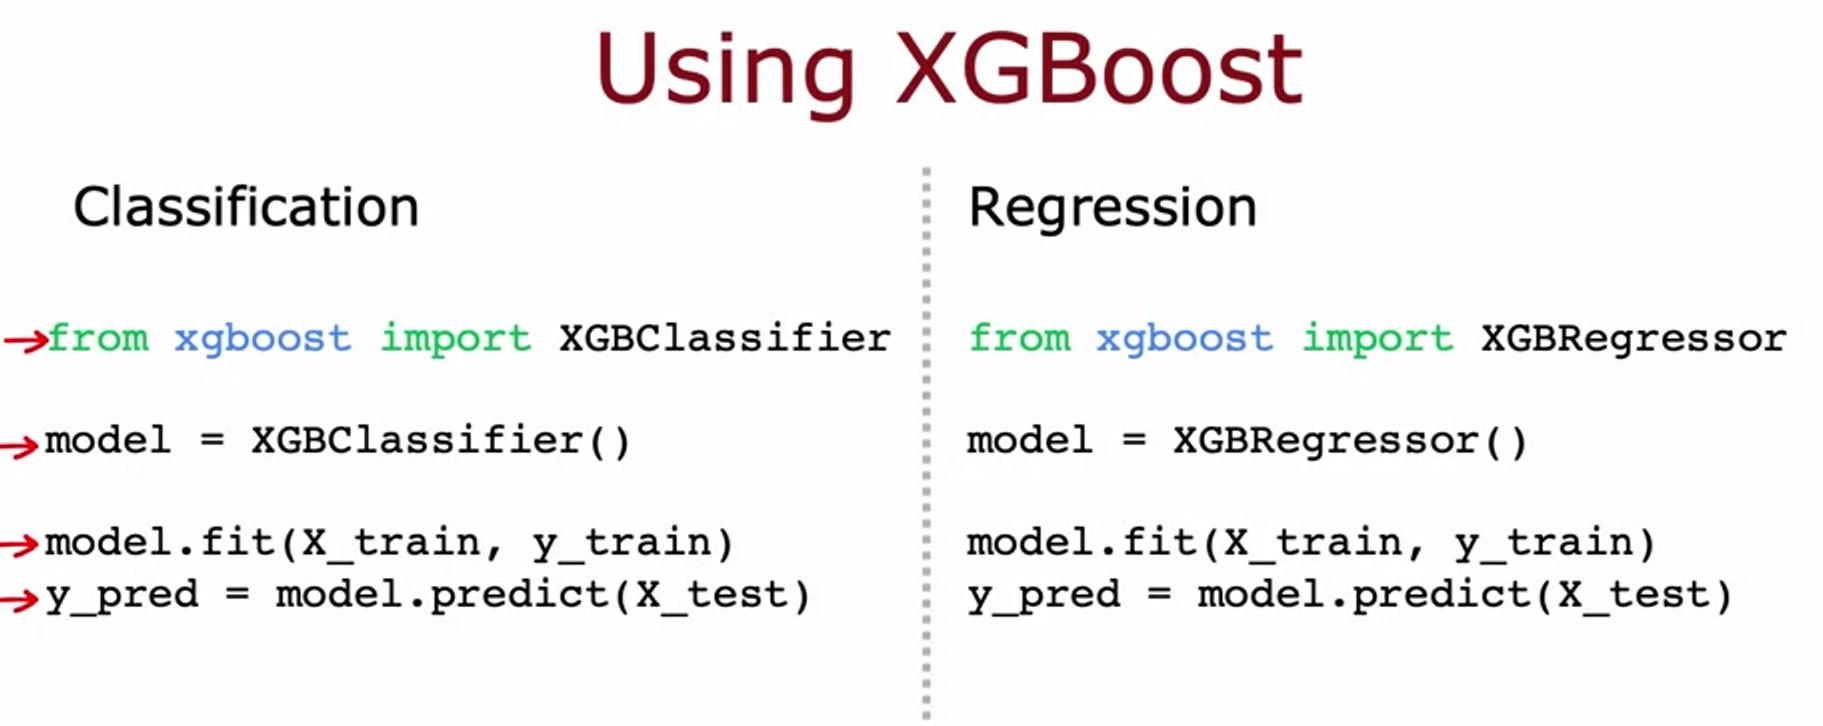 Using XGBoost
Classification
from xgboost import XGBClassifier
model = XGBClassifier()
model.fit(X_train, y_train)
y_pred = model.predict(X_test)
Regression
from xgboost import XGBRegressor
model = XGBRegressor()
model.fit(X_train, y_train)
y_pred = model.predict(X_test)